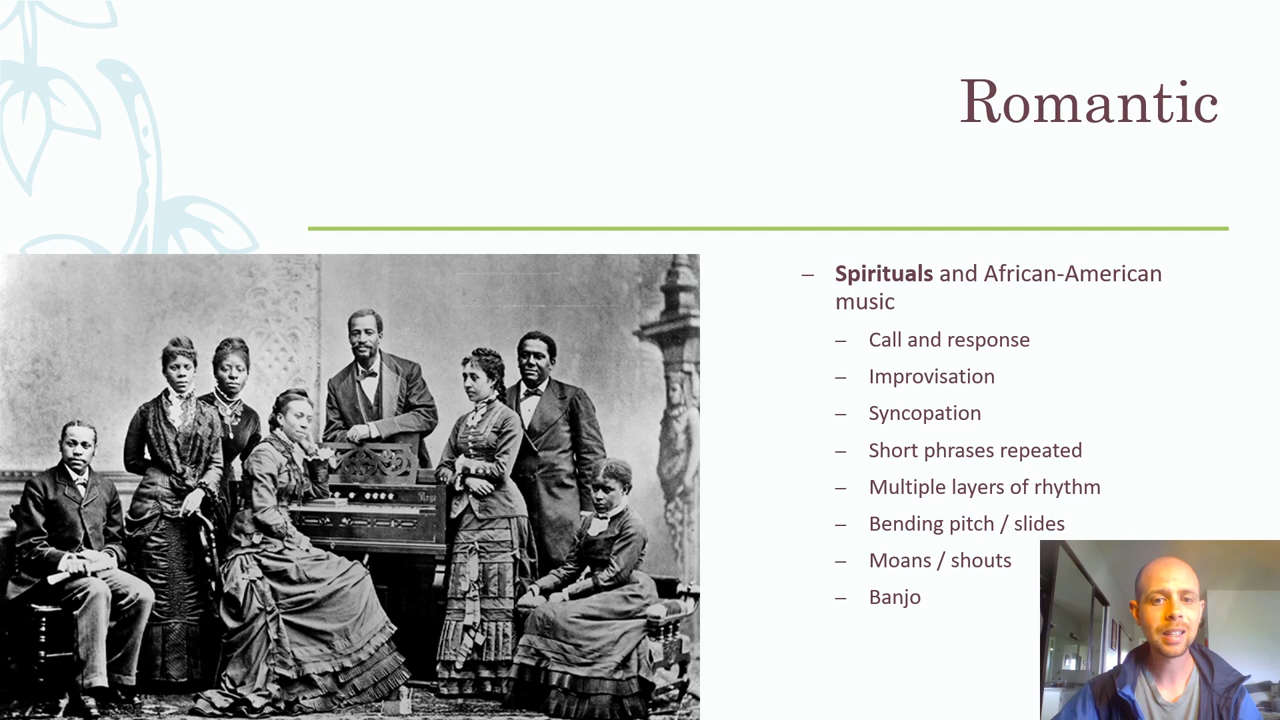 Romantic
– Spirituals and African-American
music
– Call and response
– Improvisation
– Syncopation
– Short phrases repeated
– Multiple layers of rhythm
– Bending pitch / slides
– Moans / shouts
– Banjo